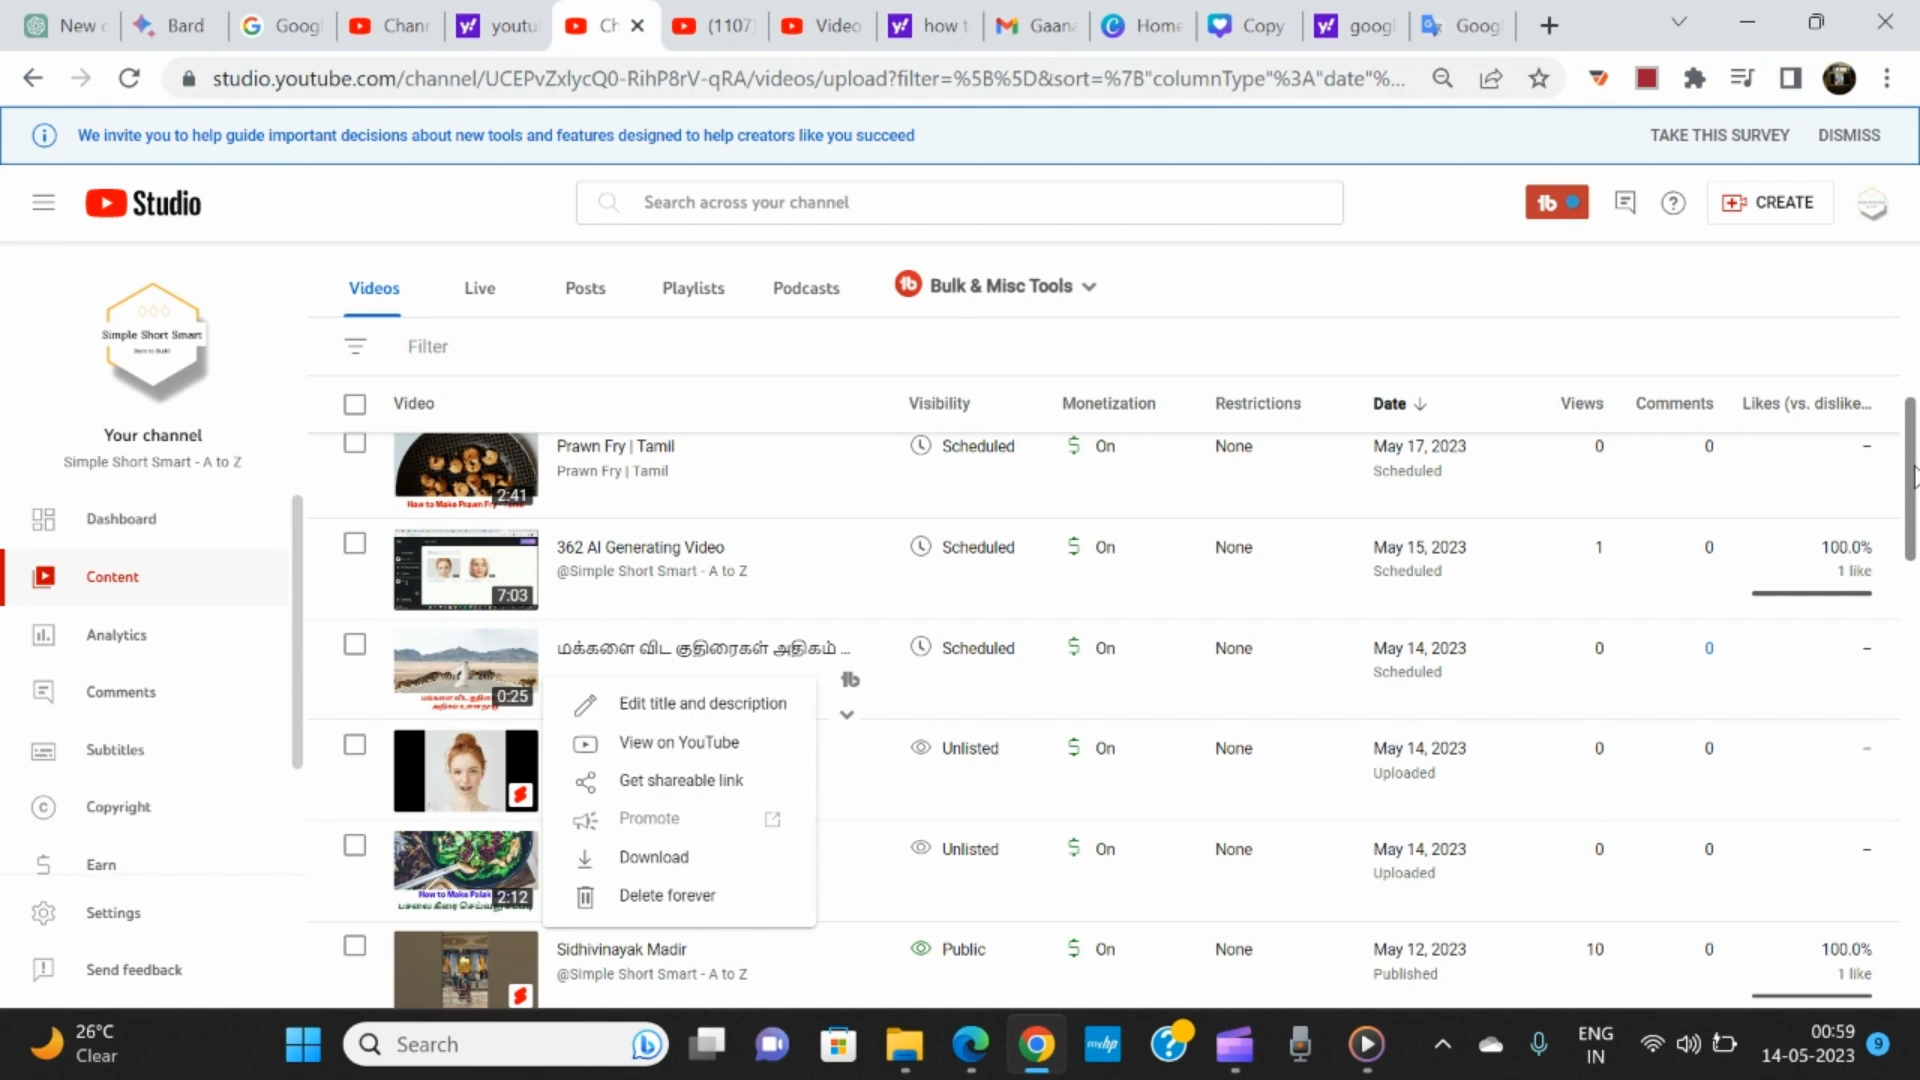 New c
Bard
Googl
Chann
youtu
Ch
(1107
Video
how t
Gaana
Home
Copy
googl
Goog
studio.youtube.com/channel/UCEPvZxlycQ0-RihP8rV-qRA/videos/upload?filter=%5B%5D&sort=%7B"columnType"%3A"date"%...
We invite you to help guide important decisions about new tools and features designed to help creators like you succeed
TAKE THIS SURVEY
DISMISS
Studio
Search across your channel
CREATE
Simple Short Smart
Your channel
Simple Short Smart - A to Z
Dashboard
Content
Analytics
Comments
Subtitles
Copyright
Earn
Settings
Send feedback
Videos
Live
Posts
Playlists
Podcasts
Bulk & Misc Tools
Filter
Video
Visibility
Monetization
Restrictions
Date
Views
Comments
Likes (vs. dislike...
2:41
Prawn Fry | Tamil
Prawn Fry | Tamil
Scheduled
On
None
May 17, 2023
Scheduled
0
0
–
7:03
362 AI Generating Video
@Simple Short Smart - A to Z
Scheduled
On
None
May 15, 2023
Scheduled
1
0
100.0%
1 like
0:25
மக்களை விட குதிரைகள் அதிகம் ...
Scheduled
On
None
May 14, 2023
Scheduled
0
0
–
Edit title and description
View on YouTube
Get shareable link
Promote
Download
Delete forever
Unlisted
On
None
May 14, 2023
Uploaded
0
0
–
How to Make Palak
2:12
Unlisted
On
None
May 14, 2023
Uploaded
0
0
–
Sidhivinayak Madir
@Simple Short Smart - A to Z
Public
On
None
May 12, 2023
Published
10
0
100.0%
1 like
26°C
Clear
Search
myhp
ENG
IN
00:59
14-05-2023
9